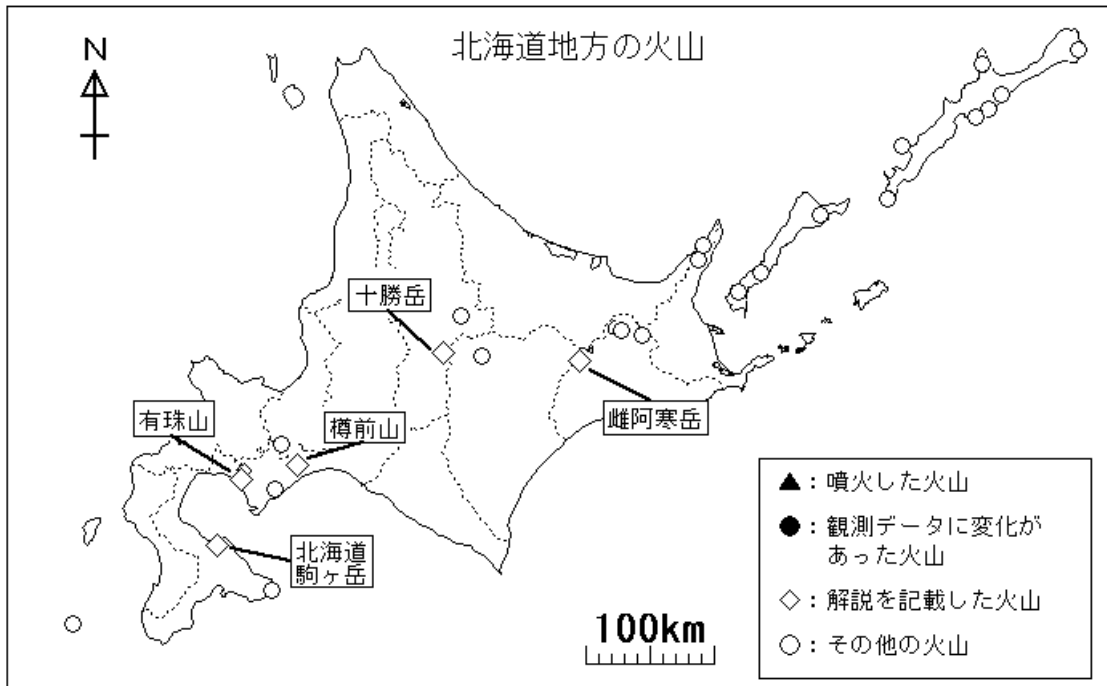 北海道地方の火山
N
十勝岳
有珠山
樽前山
雌阿寒岳
北海道
駒ヶ岳
100km
▲：噴火した火山
●：観測データに変化が
あった火山
◇：解説を記載した火山
○：その他の火山